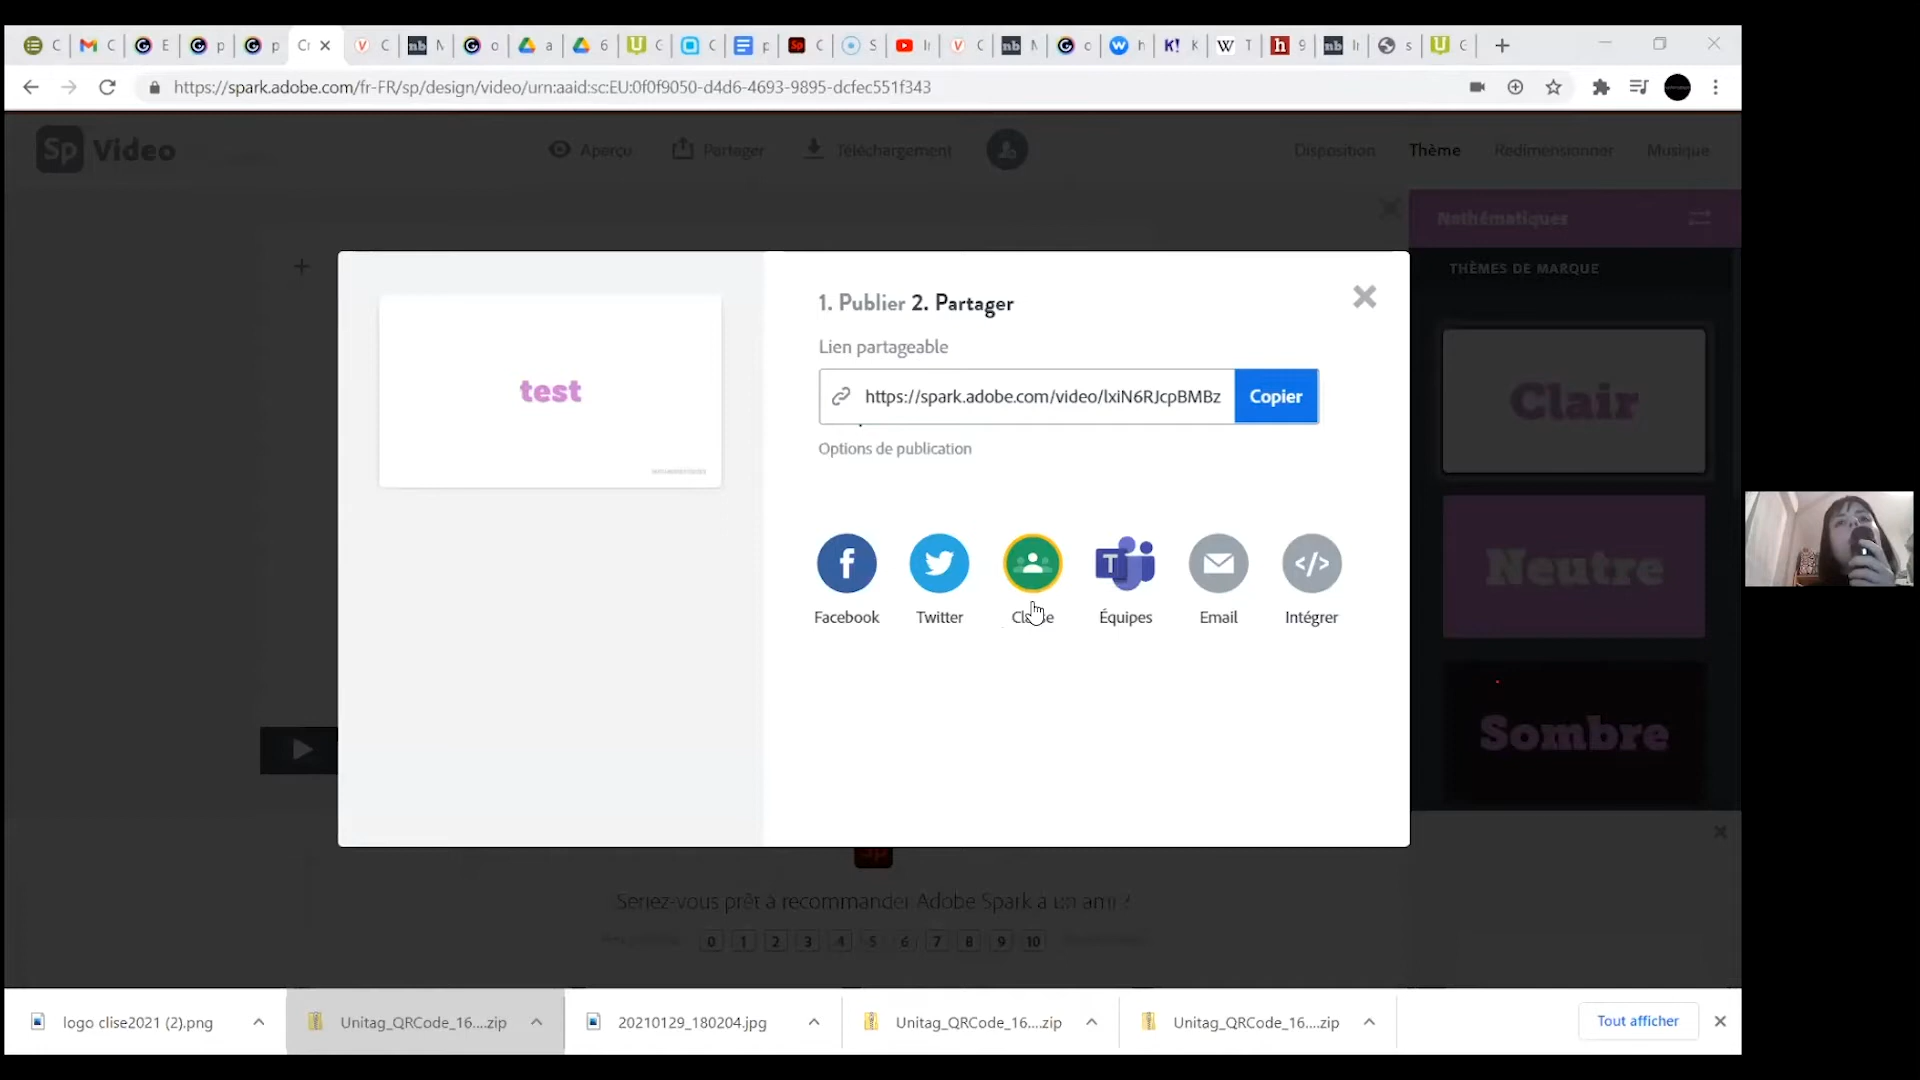 https://spark.adobe.com/fr-FR/sp/design/video/urn:aaid:sc:EU:0f0f9050-d4d6-4693-9895-dcfec551f343
Sp Video
Aperçu
Partager
Téléchargement
Disposition
Thème
Redimensionner
Musique
Nathématiques
THÈMES DE MARQUE
Clair
Neutre
Sombre
test
1. Publier 2. Partager
Lien partageable
https://spark.adobe.com/video/lxiN6RJcpBMBz
Copier
Options de publication
Facebook
Twitter
Équipes
Email
Intégrer
Seriez-vous prêt à recommander Adobe Spark à un ami ?
0 1 2 3 4 5 6 7 8 9 10
logo clise2021 (2).png
Unitag_QRCode_16....zip
20210129_180204.jpg
Unitag_QRCode_16....zip
Unitag_QRCode_16....zip
Tout afficher